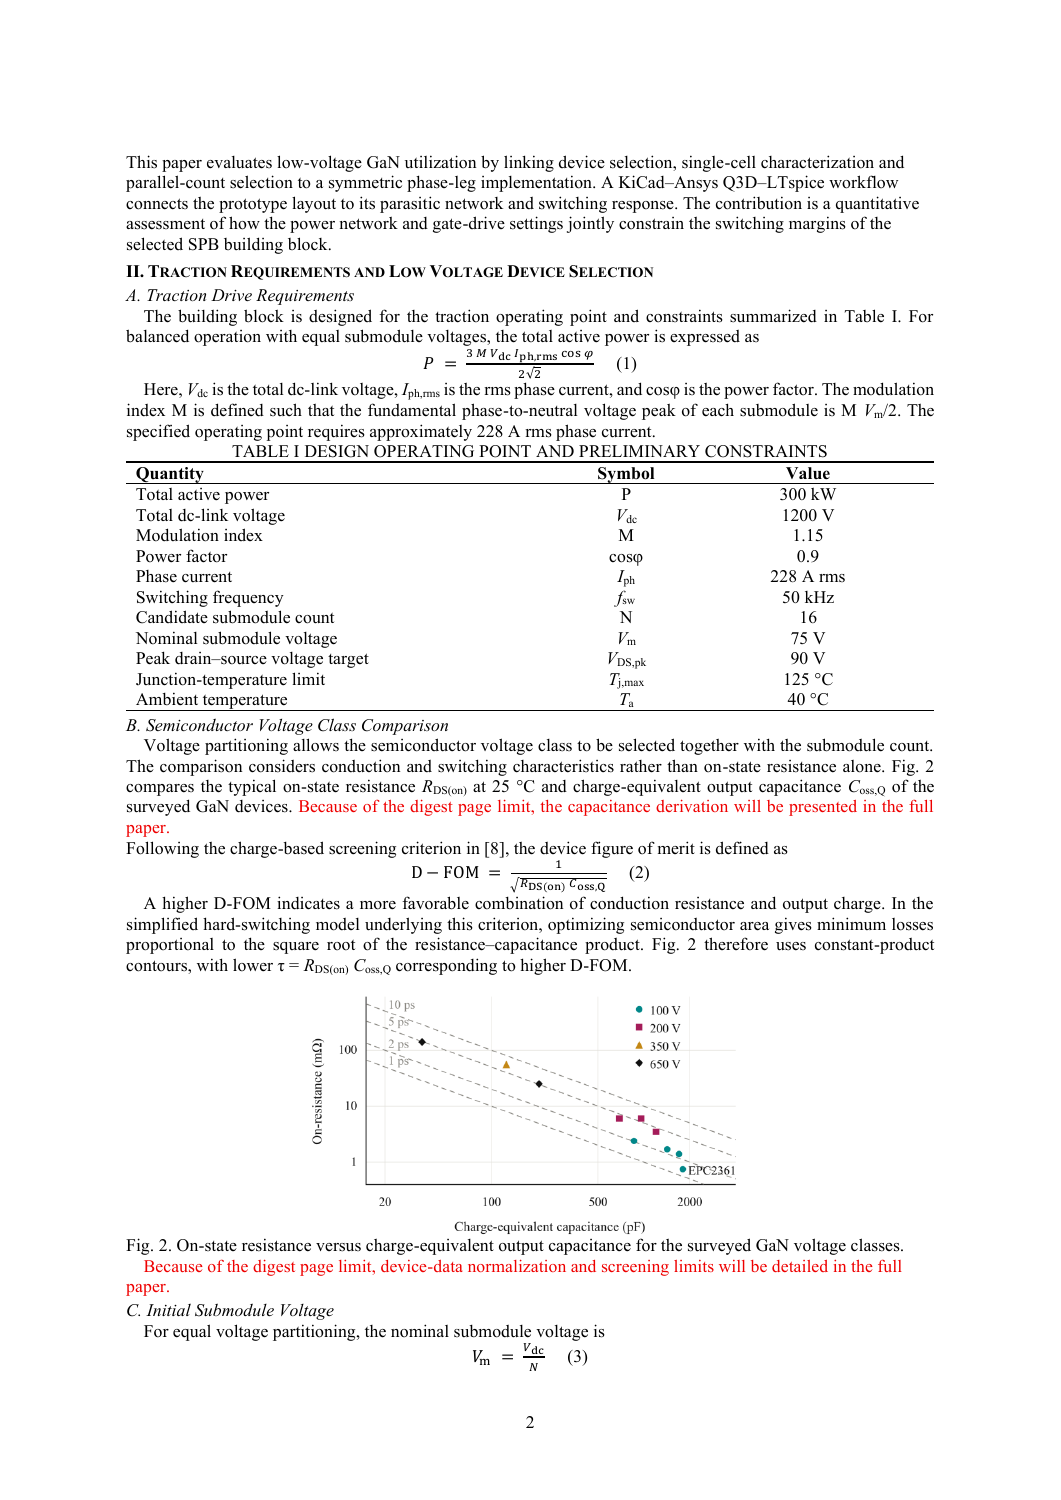 This paper evaluates low-voltage GaN utilization by linking device selection, single-cell characterization and
parallel-count selection to a symmetric phase-leg implementation. A KiCad–Ansys Q3D–LTspice workflow
connects the prototype layout to its parasitic network and switching response. The contribution is a quantitative
assessment of how the power network and gate-drive settings jointly constrain the switching margins of the
selected SPB building block.
II. TRACTION REQUIREMENTS AND LOW VOLTAGE DEVICE SELECTION
A. Traction Drive Requirements
The building block is designed for the traction operating point and constraints summarized in Table I. For
balanced operation with equal submodule voltages, the total active power is expressed as
P = 3 M Vdc Iph,rms cos φ / 2√2 (1)
Here, Vdc is the total dc-link voltage, Iph,rms is the rms phase current, and cosφ is the power factor. The modulation
index M is defined such that the fundamental phase-to-neutral voltage peak of each submodule is M Vm/2. The
specified operating point requires approximately 228 A rms phase current.
TABLE I DESIGN OPERATING POINT AND PRELIMINARY CONSTRAINTS
Quantity Symbol Value
Total active power P 300 kW
Total dc-link voltage Vdc 1200 V
Modulation index M 1.15
Power factor cosφ 0.9
Phase current Iph 228 A rms
Switching frequency fsw 50 kHz
Candidate submodule count N 16
Nominal submodule voltage Vm 75 V
Peak drain–source voltage target VDS,pk 90 V
Junction-temperature limit Tj,max 125 °C
Ambient temperature Ta 40 °C
B. Semiconductor Voltage Class Comparison
Voltage partitioning allows the semiconductor voltage class to be selected together with the submodule count.
The comparison considers conduction and switching characteristics rather than on-state resistance alone. Fig. 2
compares the typical on-state resistance RDS(on) at 25 °C and charge-equivalent output capacitance Coss,Q of the
surveyed GaN devices. Because of the digest page limit, the capacitance derivation will be presented in the full
paper.
Following the charge-based screening criterion in [8], the device figure of merit is defined as
D − FOM = 1 / √RDS(on) Coss,Q (2)
A higher D-FOM indicates a more favorable combination of conduction resistance and output charge. In the
simplified hard-switching model underlying this criterion, optimizing semiconductor area gives minimum losses
proportional to the square root of the resistance–capacitance product. Fig. 2 therefore uses constant-product
contours, with lower τ = RDS(on) Coss,Q corresponding to higher D-FOM.
10 ps
5 ps
2 ps
1 ps
100 V
200 V
350 V
650 V
On-resistance (mΩ)
100
10
1
EPC2361
20 100 500 2000
Charge-equivalent capacitance (pF)
Fig. 2. On-state resistance versus charge-equivalent output capacitance for the surveyed GaN voltage classes.
Because of the digest page limit, device-data normalization and screening limits will be detailed in the full
paper.
C. Initial Submodule Voltage
For equal voltage partitioning, the nominal submodule voltage is
Vm = Vdc / N (3)
2